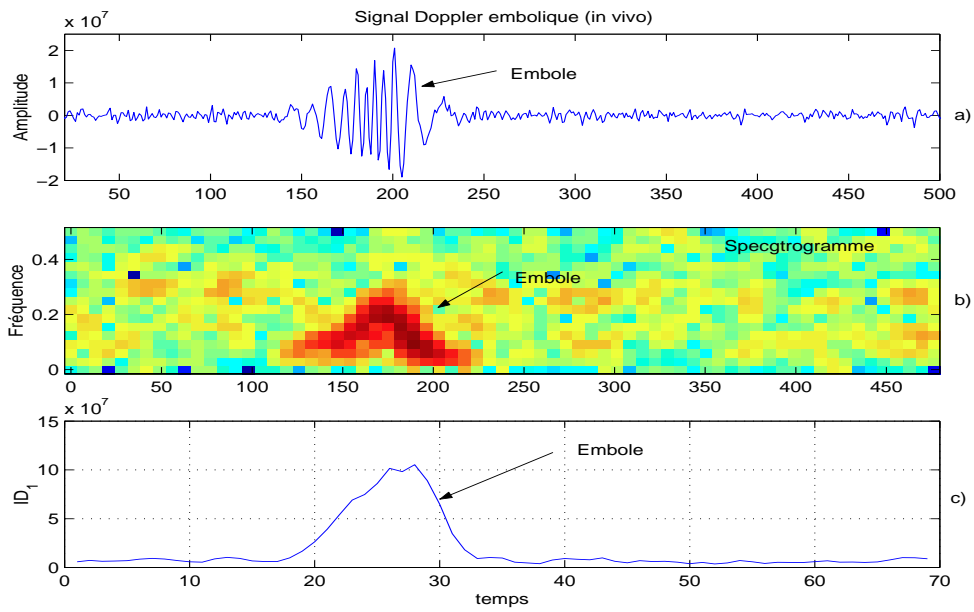 Signal Doppler embolique (in vivo)
x 10^7
Amplitude
2
1
0
−1
−2
Embole
a)
50 100 150 200 250 300 350 400 450 500
Fréquence
0.4
0.2
0
Specgtrogramme
Embole
b)
0 50 100 150 200 250 300 350 400 450
x 10^7
ID_1
15
10
5
0
Embole
c)
0 10 20 30 40 50 60 70
temps